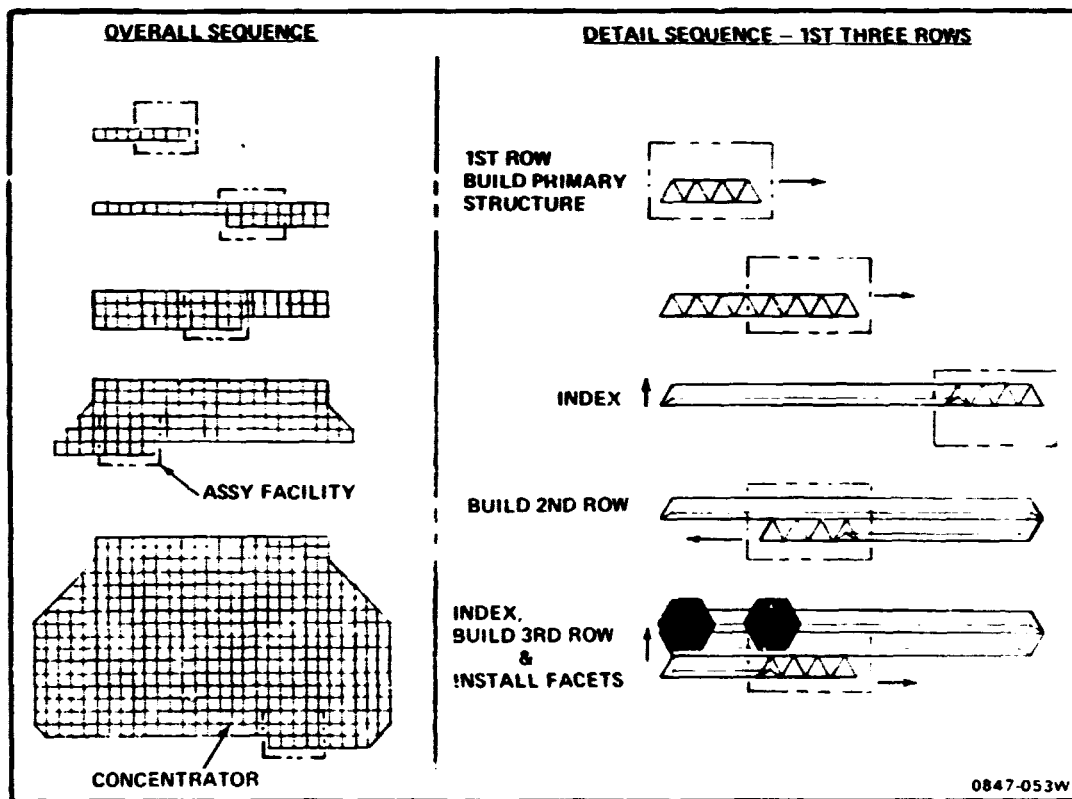 OVERALL SEQUENCE
ASSY FACILITY
CONCENTRATOR
DETAIL SEQUENCE – 1ST THREE ROWS
1ST ROW
BUILD PRIMARY
STRUCTURE
INDEX
BUILD 2ND ROW
INDEX,
BUILD 3RD ROW
&
INSTALL FACETS
0847-053W